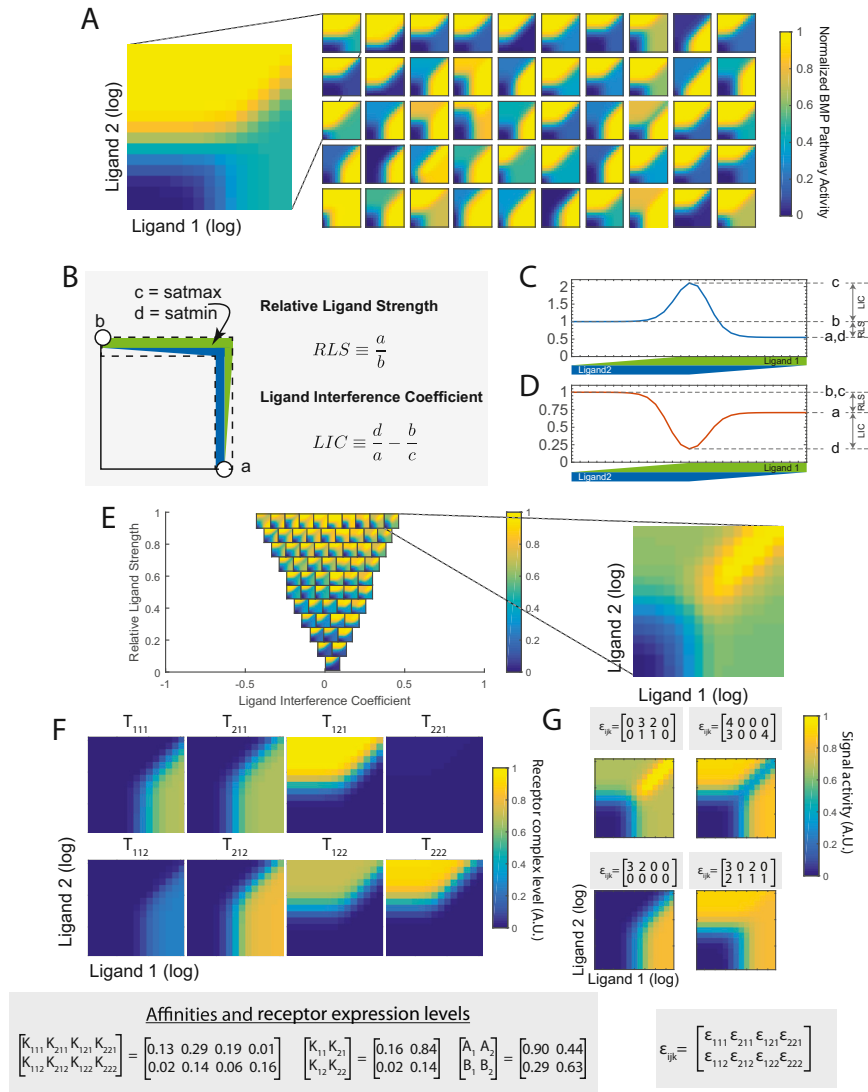 A
Ligand 2 (log)
Ligand 1 (log)
1
0.8
0.6
0.4
0.2
0
Normalized BMP Pathway Activity
B
c = satmax
d = satmin
b
a
Relative Ligand Strength
RLS ≡ a/b
Ligand Interference Coefficient
LIC ≡ d/a − b/c
C
2
1.5
1
0.5
0
c
b
a,d
LIC
RLS
Ligand 1
Ligand2
D
1
0.75
0.50
0.25
b,c
a
d
RLS
LIC
Ligand 1
Ligand2
E
Relative Ligand Strength
1
0.8
0.6
0.4
0.2
0
-1 -0.5 0 0.5 1
Ligand Interference Coefficient
1
0.8
0.6
0.4
0.2
0
Ligand 2 (log)
Ligand 1 (log)
F
T111 T211 T121 T221
T112 T212 T122 T222
Ligand 2 (log)
Ligand 1 (log)
1
0.8
0.6
0.4
0.2
0
Receptor complex level (A.U.)
G
εijk= [0 3 2 0
0 1 1 0]
εijk= [4 0 0 0
3 0 0 4]
εijk= [3 2 0 0
0 0 0 0]
εijk= [3 0 2 0
2 1 1 1]
Ligand 2 (log)
Ligand 1 (log)
1
0.8
0.6
0.4
0.2
0
Signal activity (A.U.)
Affinities and receptor expression levels
[K111 K211 K121 K221
K112 K212 K122 K222] = [0.13 0.29 0.19 0.01
0.02 0.14 0.06 0.16]
[K11 K21
K12 K22] = [0.16 0.84
0.02 0.14]
[A1 A2
B1 B2] = [0.90 0.44
0.29 0.63]
εijk= [ε111 ε211 ε121 ε221
ε112 ε212 ε122 ε222]